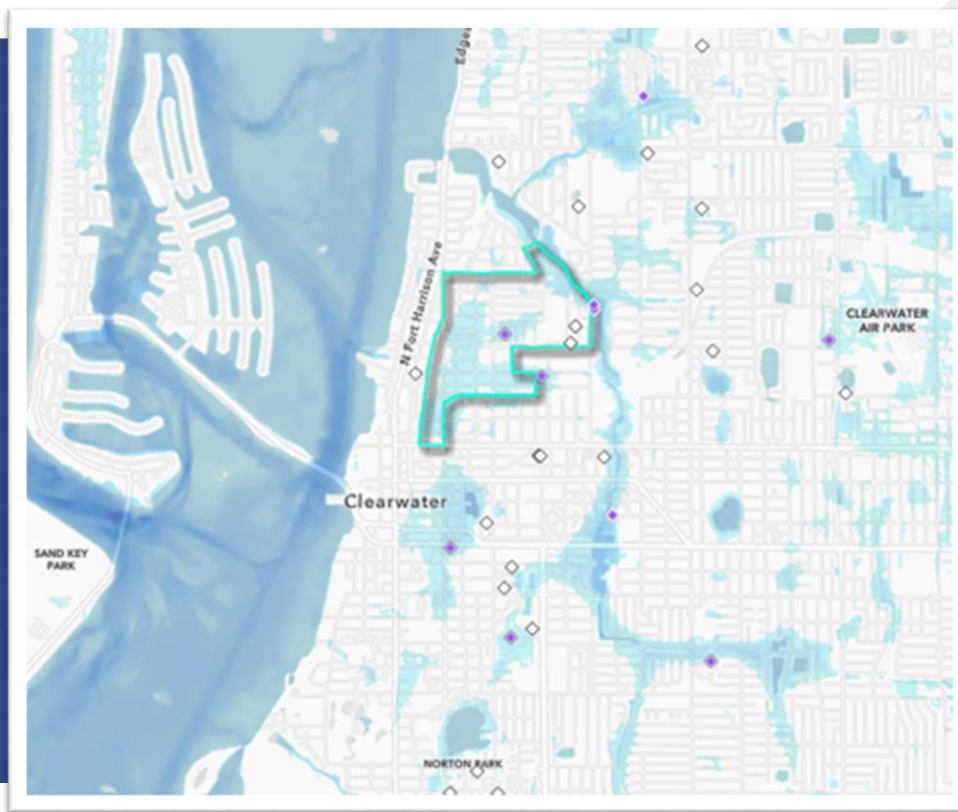 Edge
N Fort Harrison Ave
CLEARWATER
AIR PARK
Clearwater
SAND KEY
PARK
NORTON PARK